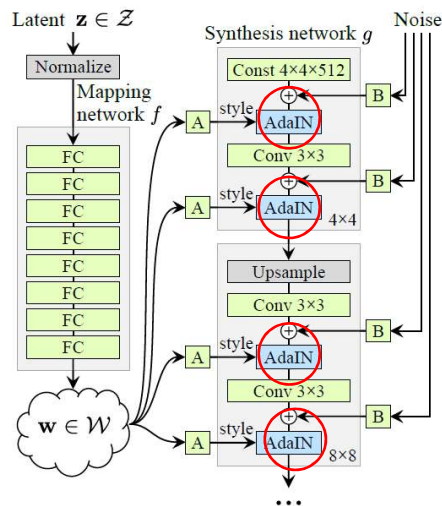 Latent z ∈ Z
Normalize
Mapping
network f
FC
FC
FC
FC
FC
FC
FC
FC
w ∈ W
Synthesis network g
Noise
Const 4×4×512
B
A
style
AdaIN
Conv 3×3
B
A
style
AdaIN
4×4
Upsample
Conv 3×3
B
A
style
AdaIN
Conv 3×3
B
A
style
AdaIN
8×8
...